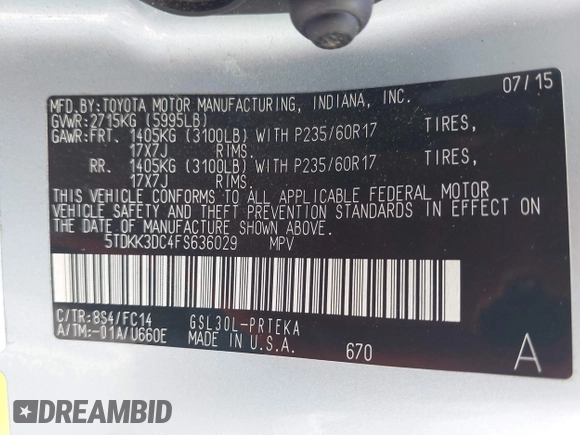 07/15
MFD.BY:TOYOTA MOTOR MANUFACTURING, INDIANA, INC.
GVWR:2715KG (5995LB)
GAWR:FRT. 1405KG (3100LB) WITH P235/60R17 TIRES,
17X7J RIMS.
RR. 1405KG (3100LB) WITH P235/60R17 TIRES,
17X7J RIMS.
THIS VEHICLE CONFORMS TO ALL APPLICABLE FEDERAL MOTOR
VEHICLE SAFETY AND THEFT PREVENTION STANDARDS IN EFFECT ON
THE DATE OF MANUFACTURE SHOWN ABOVE.
5TDKK3DC4FS636029 MPV
C/TR:8S4/FC14 GSL30L-PRTEKA
A/TM:-01A/U660E MADE IN U.S.A. 670 A
DREAMBID